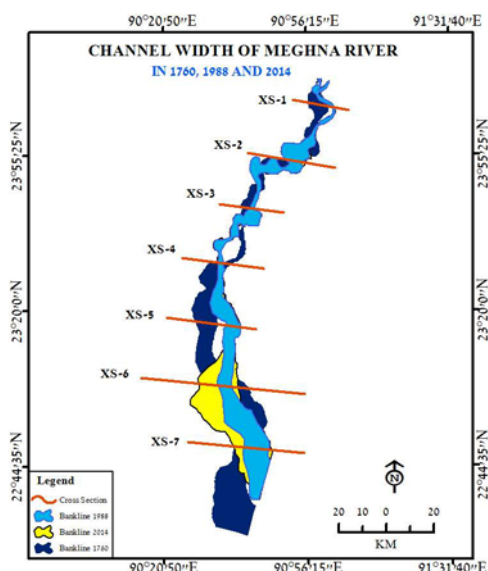 90°20'50"E 90°56'15"E 91°31'40"E
CHANNEL WIDTH OF MEGHNA RIVER
IN 1760, 1988 AND 2014
XS-1
XS-2
XS-3
XS-4
XS-5
XS-6
XS-7
23°55'25"N
23°20'0"N
22°44'35"N
23°55'25"N
23°20'0"N
22°44'35"N
Legend
Cross Section
Bankline 1988
Bankline 2014
Bankline 1760
N
20 10 0 10 20
KM
90°20'50"E 90°56'15"E 91°31'40"E